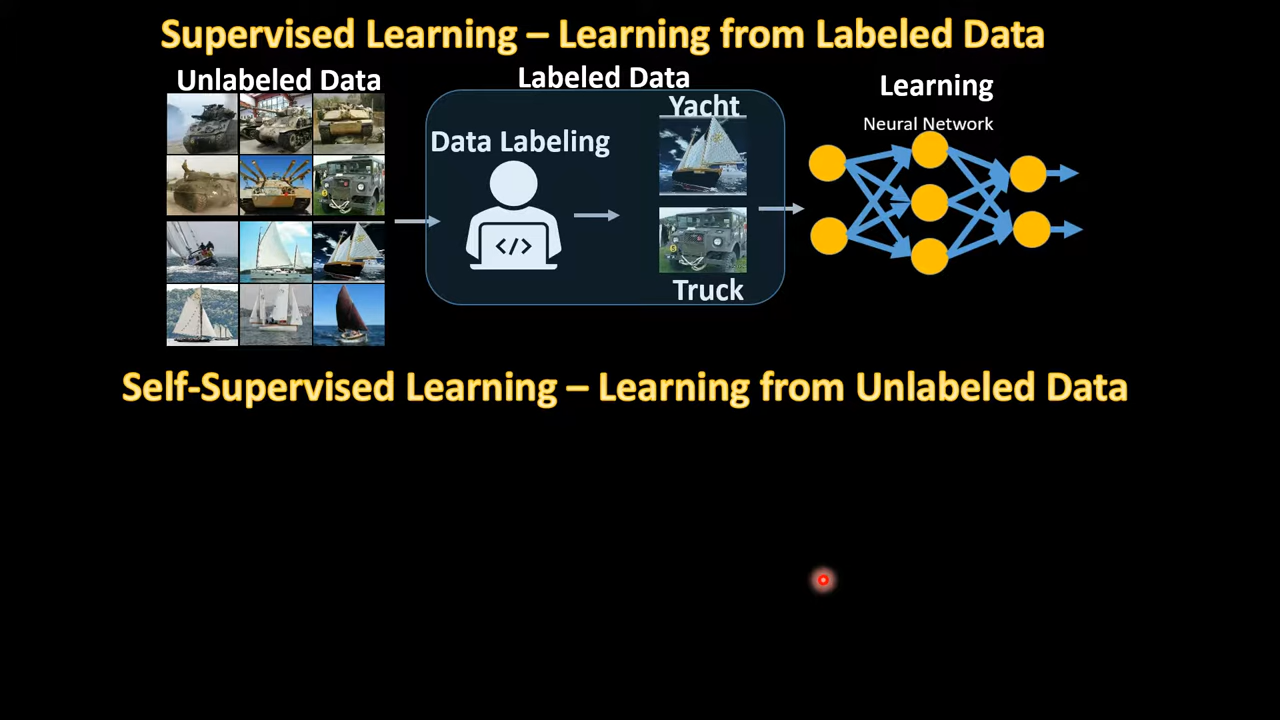 Supervised Learning – Learning from Labeled Data
Unlabeled Data
Labeled Data
Learning
Yacht
Neural Network
Data Labeling
</>
Truck
Self-Supervised Learning – Learning from Unlabeled Data